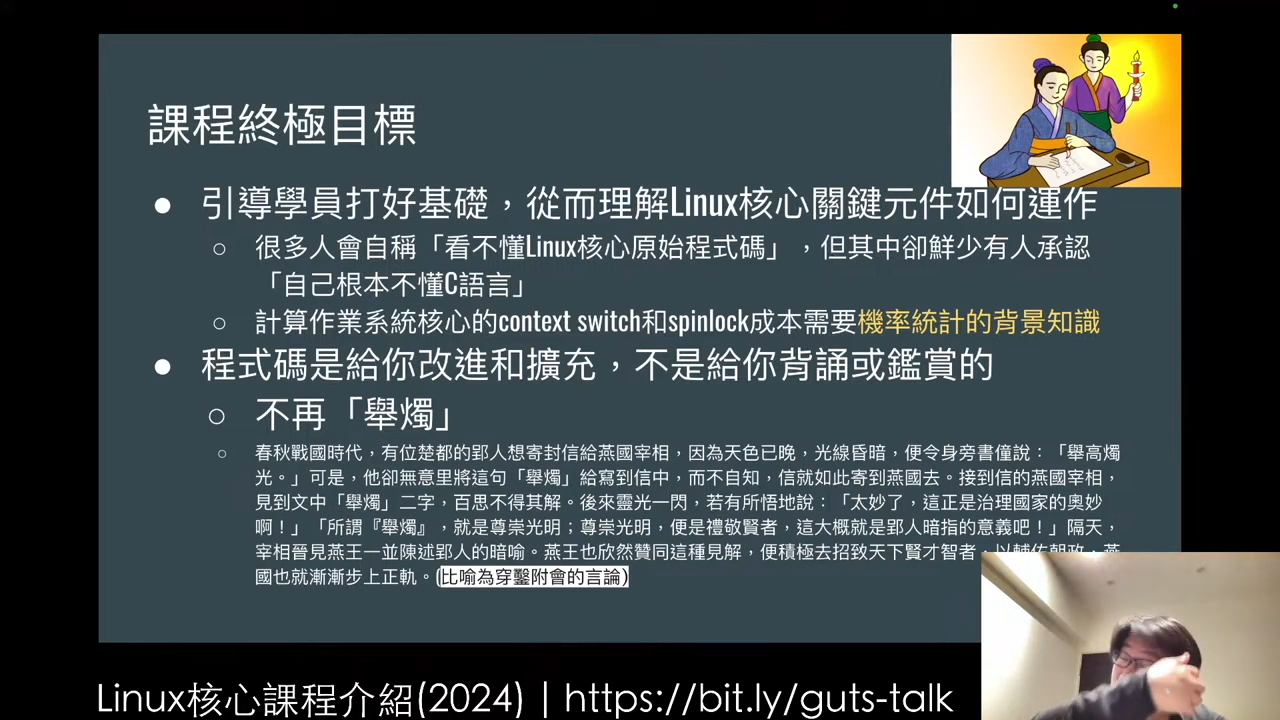 課程終極目標
● 引導學員打好基礎，從而理解Linux核心關鍵元件如何運作
○ 很多人會自稱「看不懂Linux核心原始程式碼」，但其中卻鮮少有人承認
「自己根本不懂C語言」
○ 計算作業系統核心的context switch和spinlock成本需要機率統計的背景知識
● 程式碼是給你改進和擴充，不是給你背誦或鑑賞的
○ 不再「舉燭」
○ 春秋戰國時代，有位楚都的郢人想寄封信給燕國宰相，因為天色已晚，光線昏暗，便令身旁書僮說：「舉高燭
光。」可是，他卻無意里將這句「舉燭」給寫到信中，而不自知，信就如此寄到燕國去。接到信的燕國宰相，
見到文中「舉燭」二字，百思不得其解。後來靈光一閃，若有所悟地說：「太妙了，這正是治理國家的奧妙
啊！」「所謂『舉燭』，就是尊崇光明；尊崇光明，便是禮敬賢者，這大概就是郢人暗指的意義吧！」隔天，
宰相晉見燕王一並陳述郢人的暗喻。燕王也欣然贊同這種見解，便積極去招致天下賢才智者，以輔佐朝政，燕
國也就漸漸步上正軌。(比喻為穿鑿附會的言論)
Linux核心課程介紹(2024) | https://bit.ly/guts-talk